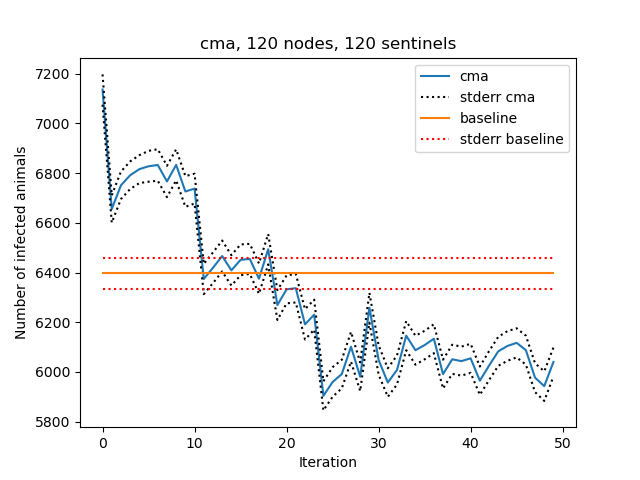 cma, 120 nodes, 120 sentinels
7200
7000
6800
6600
6400
6200
6000
5800
Number of infected animals
cma
stderr cma
baseline
stderr baseline
0
10
20
30
40
50
Iteration